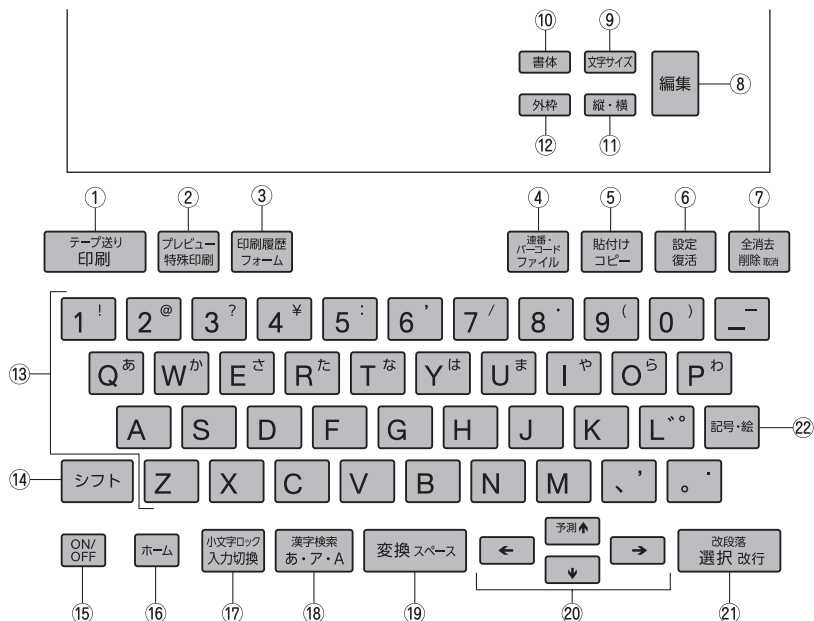 ⑩ ⑨
書体 文字サイズ 編集 ⑧
外枠 縦・横
⑫ ⑪
① ② ③ ④ ⑤ ⑥ ⑦
テープ送り プレビュー 印刷履歴 連番・ 貼付け 設定 全消去
印刷 特殊印刷 フォーム バーコード コピー 復活 削除 取消
ファイル
1 ! 2 @ 3 ? 4 ¥ 5 : 6 ' 7 / 8 ・ 9 ( 0 ) _ ー
⑬ Q あ W か E さ R た T な Y は U ま I や O ら P わ
A S D F G H J K L ゛゜ 記号・絵 ㉒
⑭ シフト Z X C V B N M 、 ’ 。 ・
ON/ ホーム 小文字ロック 漢字検索 変換 スペース ← 予測↑ → 改段落
OFF 入力切換 あ・ア・A ↓ 選択 改行
⑮ ⑯ ⑰ ⑱ ⑲ ⑳ ㉑